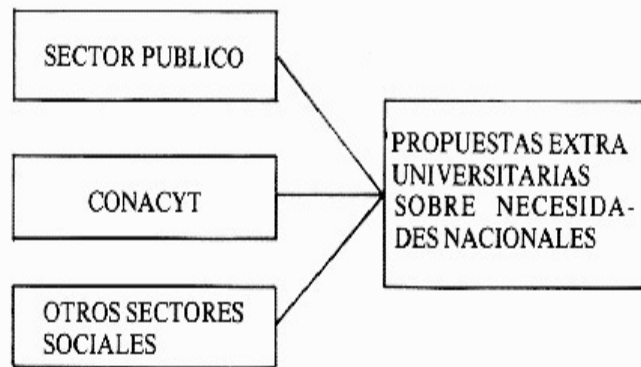 SECTOR PUBLICO
CONACYT
OTROS SECTORES
SOCIALES
PROPUESTAS EXTRA
UNIVERSITARIAS
SOBRE NECESIDA-
DES NACIONALES